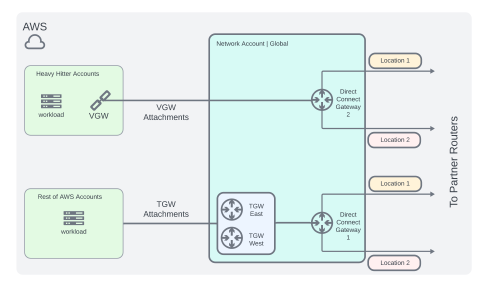 AWS
Heavy Hitter Accounts
workload
VGW
VGW
Attachments
Network Account | Global
Direct
Connect
Gateway
2
Location 1
Location 2
Rest of AWS Accounts
workload
TGW
Attachments
TGW
East
TGW
West
Direct
Connect
Gateway
1
Location 1
Location 2
To Partner Routers